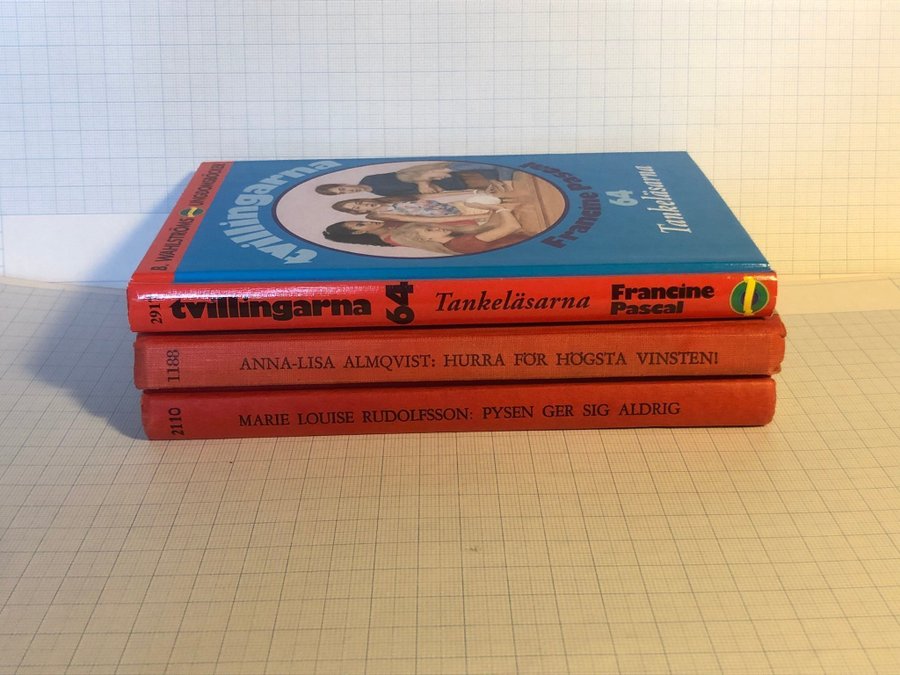 B. WAHLSTRÖMS UNGDOMSBÖCKER
tvillingarna
Francine Pascal
64
Tankeläsarna
291
tvillingarna 64
Tankeläsarna
Francine
Pascal
1188
ANNA-LISA ALMQVIST: HURRA FÖR HÖGSTA VINSTEN!
2110
MARIE LOUISE RUDOLFSSON: PYSEN GER SIG ALDRIG